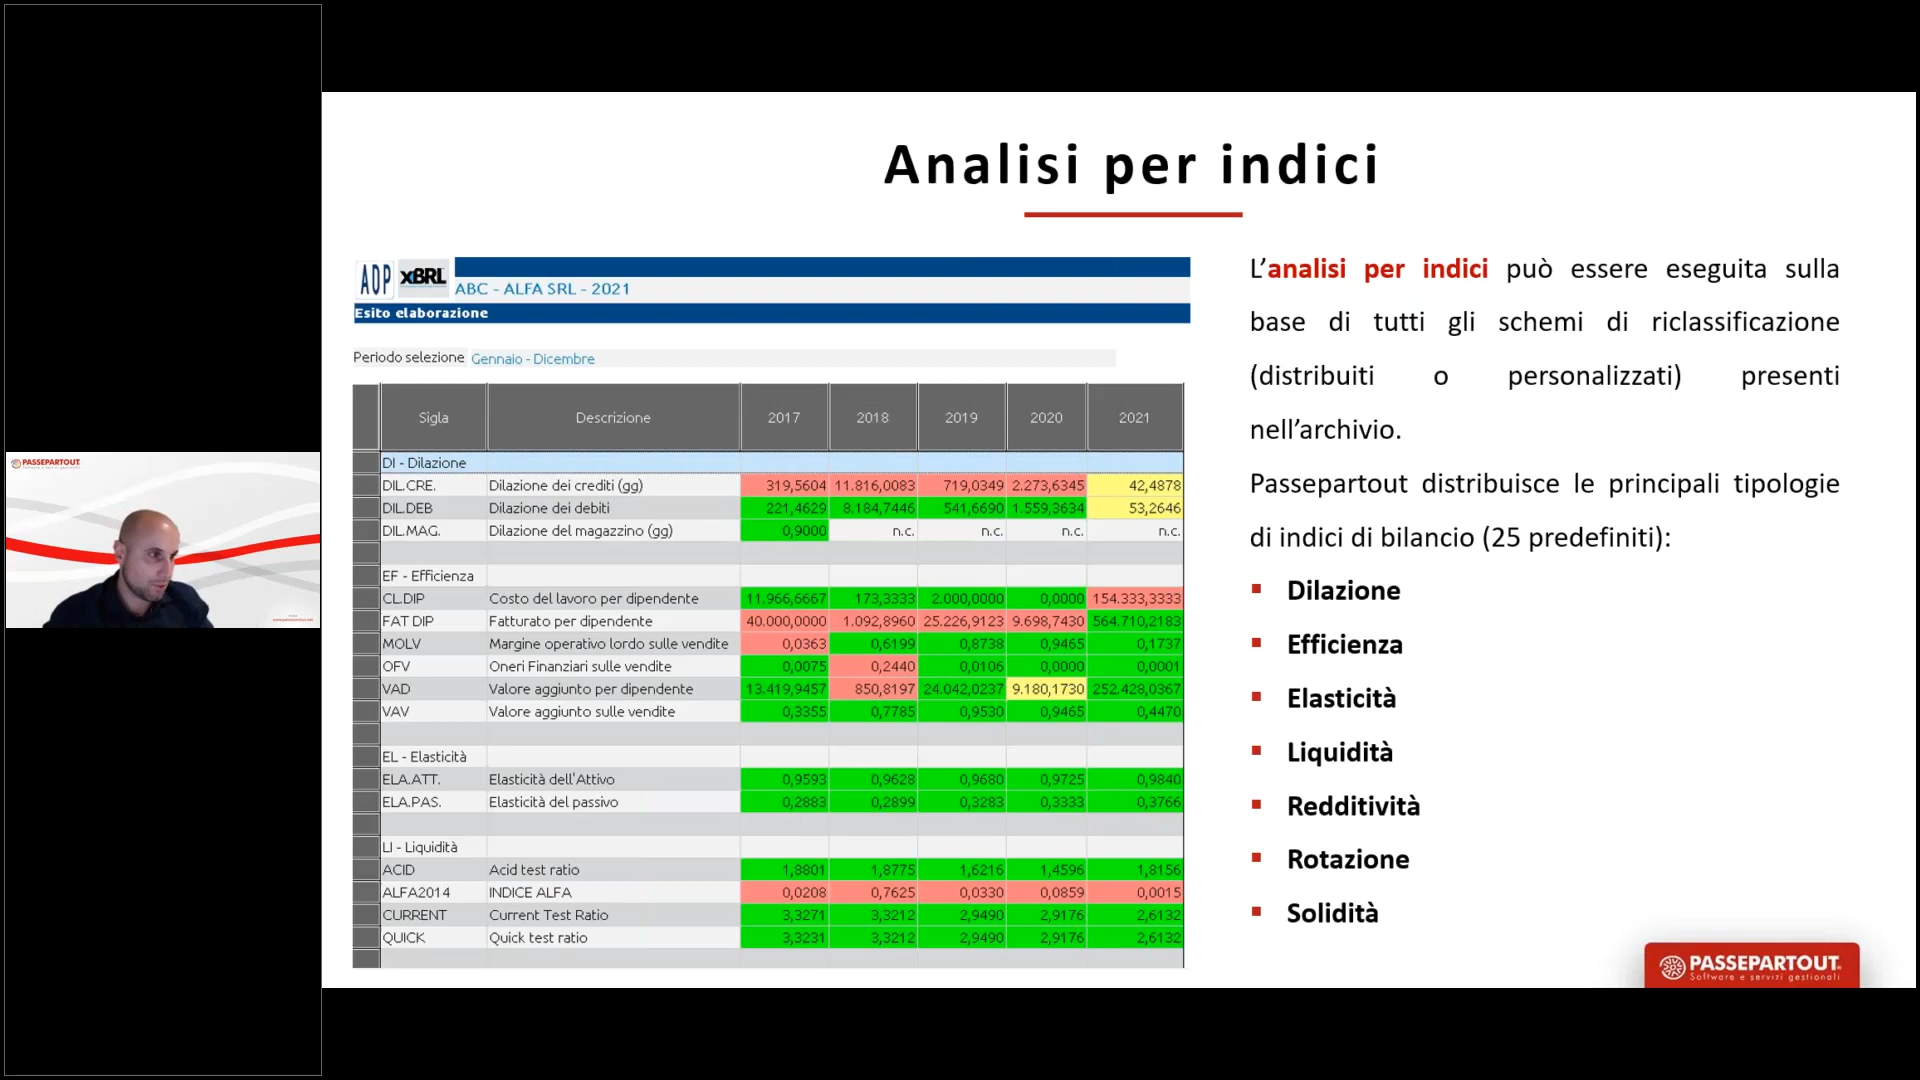 Analisi per indici
ADP XBRL
ABC - ALFA SRL - 2021
Esito elaborazione
Periodo selezione Gennaio - Dicembre
Sigla Descrizione 2017 2018 2019 2020 2021
DI - Dilazione
DIL.CRE. Dilazione dei crediti (gg) 319,5604 11.816,0083 719,0349 2.273,6345 42,4878
DIL.DEB Dilazione dei debiti 221,4629 8.184,7446 541,6690 1.559,3634 53,2646
DIL.MAG. Dilazione del magazzino (gg) 0,9000 n.c. n.c. n.c. n.c.
EF - Efficienza
CL.DIP Costo del lavoro per dipendente 11.966,6667 173,3333 2.000,0000 0,0000 154.333,3333
FAT DIP Fatturato per dipendente 40.000,0000 1.092,8960 25.226,9123 9.698,7430 564.710,2183
MOLV Margine operativo lordo sulle vendite 0,0363 0,6199 0,8738 0,9465 0,1737
OFV Oneri Finanziari sulle vendite 0,0075 0,2440 0,0106 0,0000 0,0001
VAD Valore aggiunto per dipendente 13.419,9457 850,8197 24.042,0237 9.180,1730 252.428,0367
VAV Valore aggiunto sulle vendite 0,3355 0,7785 0,9530 0,9465 0,4470
EL - Elasticità
ELA.ATT. Elasticità dell'Attivo 0,9593 0,9628 0,9680 0,9725 0,9840
ELA.PAS. Elasticità del passivo 0,2883 0,2899 0,3283 0,3333 0,3766
LI - Liquidità
ACID Acid test ratio 1,8801 1,8775 1,6216 1,4596 1,8156
ALFA2014 INDICE ALFA 0,0208 0,7625 0,0330 0,0859 0,0015
CURRENT Current Test Ratio 3,3271 3,3212 2,9490 2,9176 2,6132
QUICK Quick test ratio 3,3231 3,3212 2,9490 2,9176 2,6132
L'analisi per indici può essere eseguita sulla
base di tutti gli schemi di riclassificazione
(distribuiti o personalizzati) presenti
nell'archivio.
Passepartout distribuisce le principali tipologie
di indici di bilancio (25 predefiniti):
▪ Dilazione
▪ Efficienza
▪ Elasticità
▪ Liquidità
▪ Redditività
▪ Rotazione
▪ Solidità
PASSEPARTOUT
Software e servizi gestionali
PASSEPARTOUT
Software e servizi gestionali